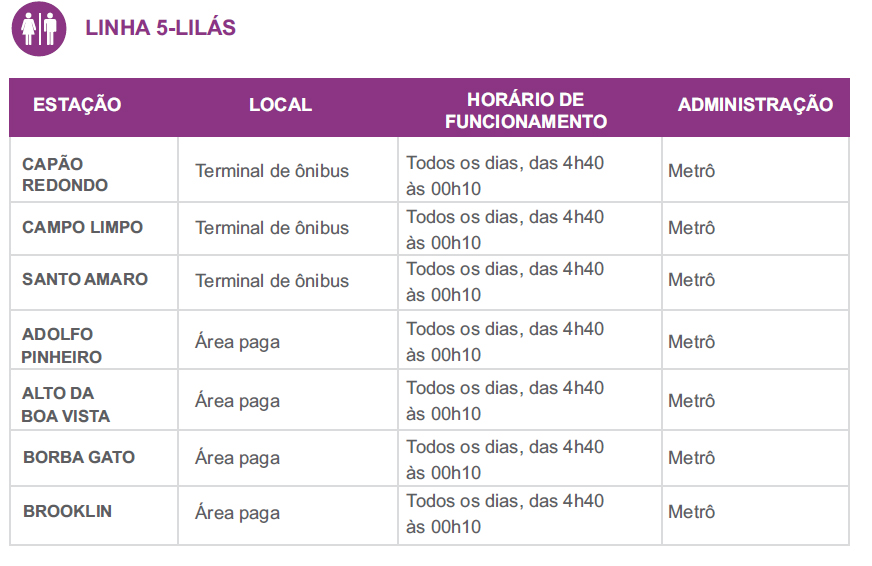 LINHA 5-LILÁS
ESTAÇÃO LOCAL HORÁRIO DE FUNCIONAMENTO ADMINISTRAÇÃO
CAPÃO REDONDO Terminal de ônibus Todos os dias, das 4h40 às 00h10 Metrô
CAMPO LIMPO Terminal de ônibus Todos os dias, das 4h40 às 00h10 Metrô
SANTO AMARO Terminal de ônibus Todos os dias, das 4h40 às 00h10 Metrô
ADOLFO PINHEIRO Área paga Todos os dias, das 4h40 às 00h10 Metrô
ALTO DA BOA VISTA Área paga Todos os dias, das 4h40 às 00h10 Metrô
BORBA GATO Área paga Todos os dias, das 4h40 às 00h10 Metrô
BROOKLIN Área paga Todos os dias, das 4h40 às 00h10 Metrô